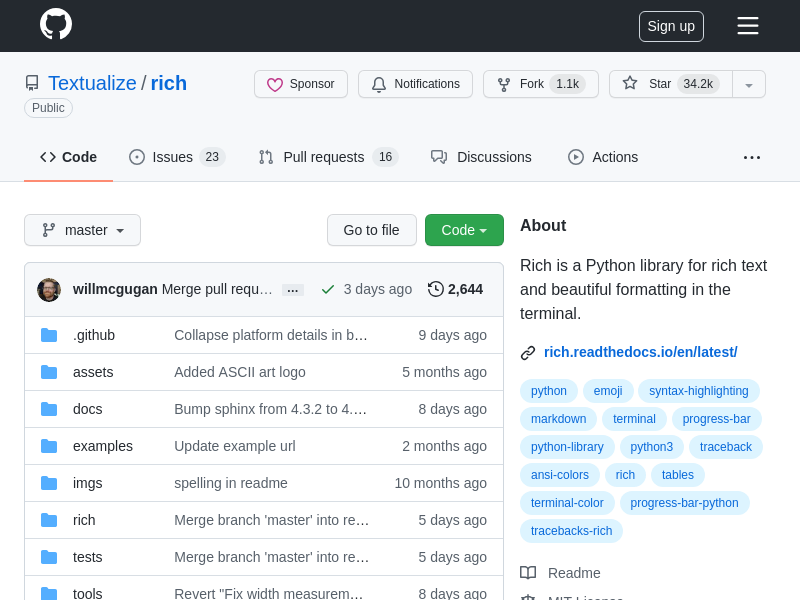 Sign up
Textualize / rich
Public
Sponsor
Notifications
Fork 1.1k
Star 34.2k
Code
Issues 23
Pull requests 16
Discussions
Actions
master
Go to file
Code
willmcgugan Merge pull requ… ... 3 days ago 2,644
.github Collapse platform details in b… 9 days ago
assets Added ASCII art logo 5 months ago
docs Bump sphinx from 4.3.2 to 4.… 8 days ago
examples Update example url 2 months ago
imgs spelling in readme 10 months ago
rich Merge branch 'master' into re… 5 days ago
tests Merge branch 'master' into re… 5 days ago
tools Revert "Fix width measurem… 8 days ago
About
Rich is a Python library for rich text
and beautiful formatting in the
terminal.
rich.readthedocs.io/en/latest/
python emoji syntax-highlighting
markdown terminal progress-bar
python-library python3 traceback
ansi-colors rich tables
terminal-color progress-bar-python
tracebacks-rich
Readme
MIT License